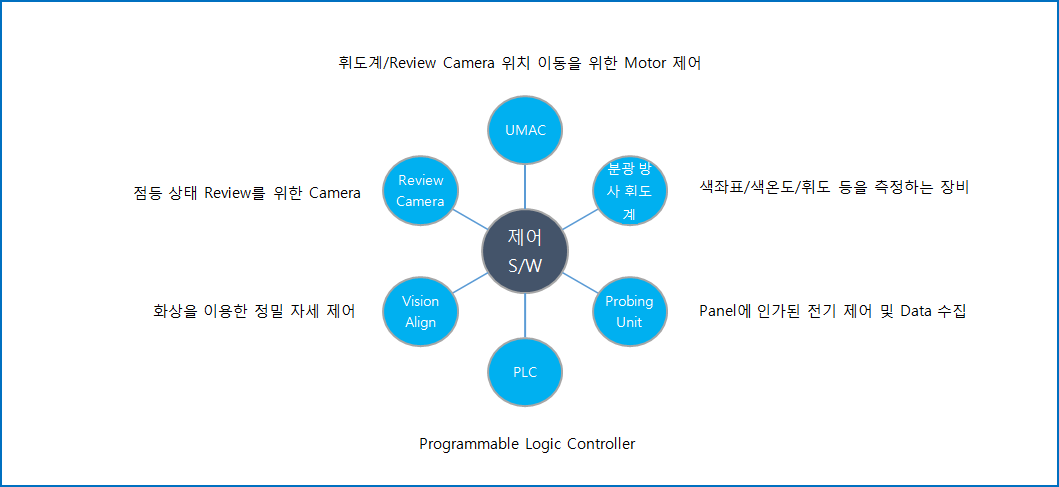 휘도계/Review Camera 위치 이동을 위한 Motor 제어
UMAC
점등 상태 Review를 위한 Camera
Review
Camera
분광 방
사 휘도
계
색좌표/색온도/휘도 등을 측정하는 장비
제어
S/W
화상을 이용한 정밀 자세 제어
Vision
Align
Probing
Unit
Panel에 인가된 전기 제어 및 Data 수집
PLC
Programmable Logic Controller